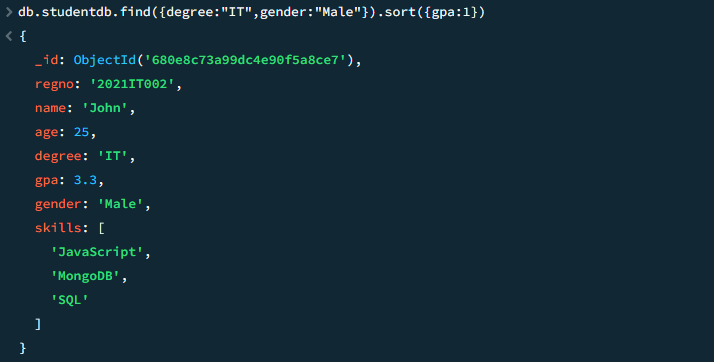 > db.studentdb.find({degree:"IT",gender:"Male"}).sort({gpa:1})
< {
_id: ObjectId('680e8c73a99dc4e90f5a8ce7'),
regno: '2021IT002',
name: 'John',
age: 25,
degree: 'IT',
gpa: 3.3,
gender: 'Male',
skills: [
'JavaScript',
'MongoDB',
'SQL'
]
}